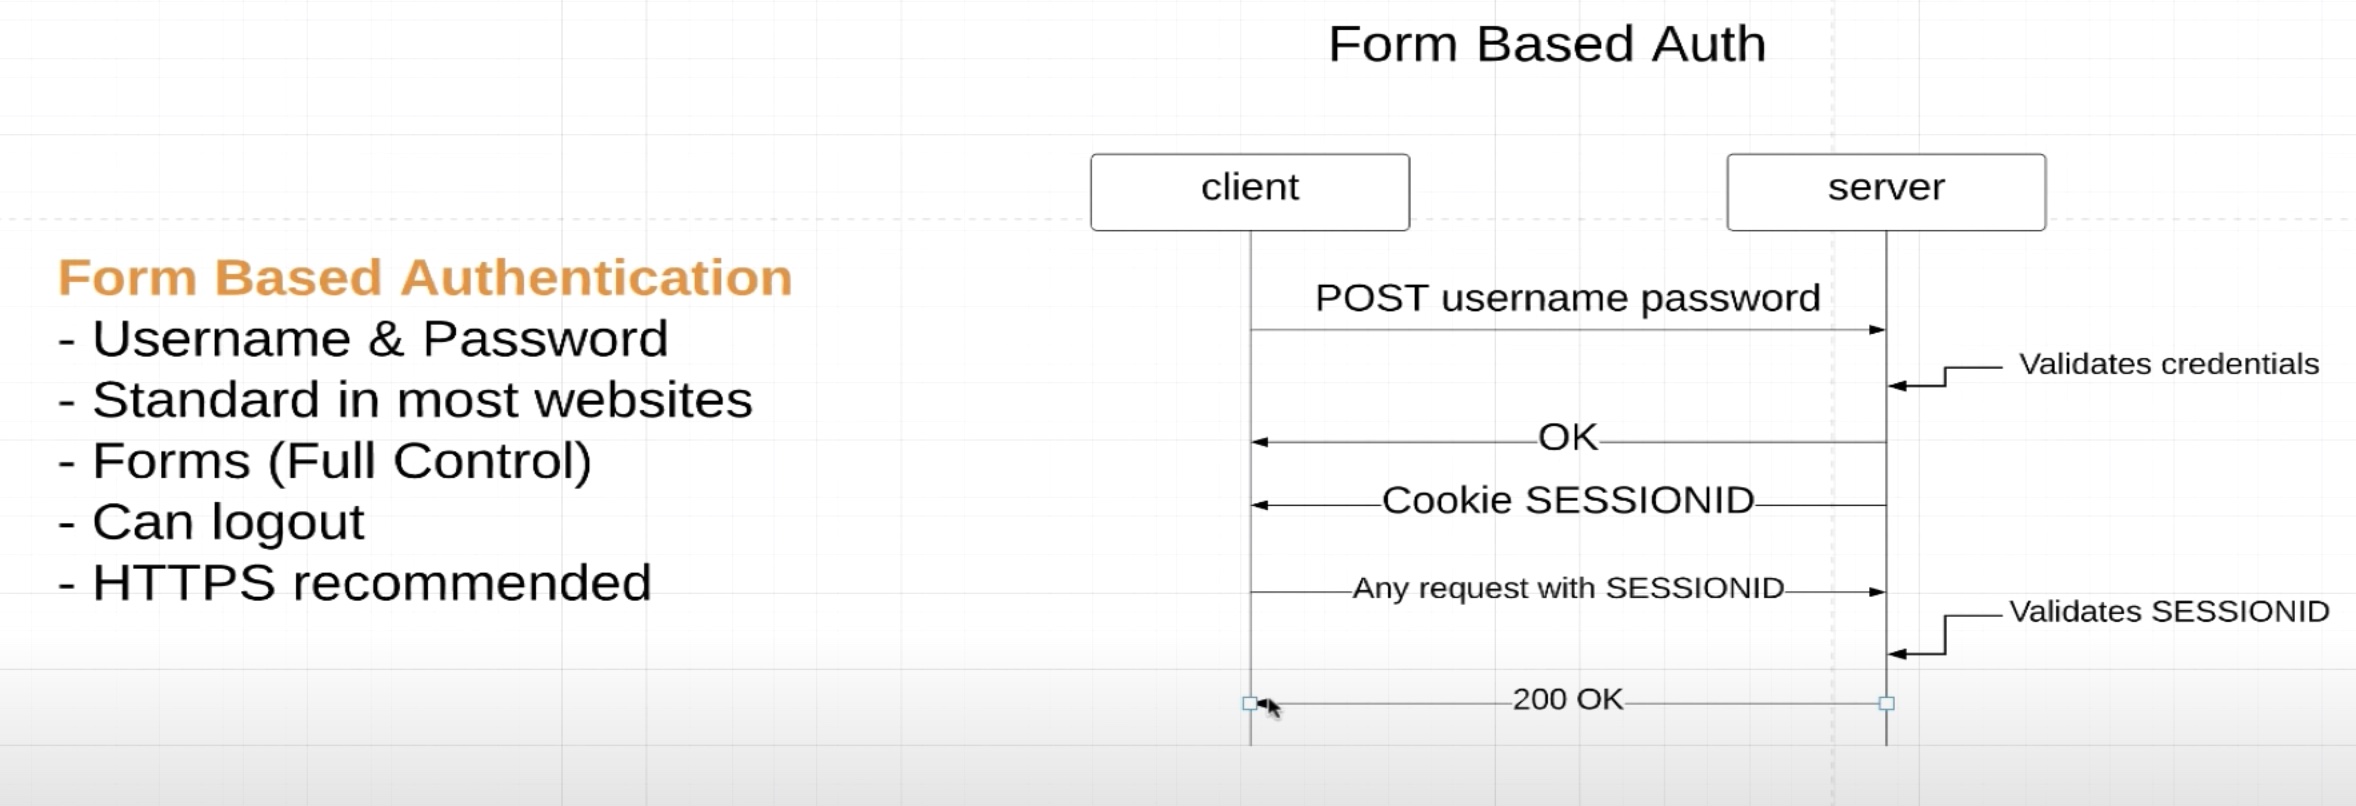 Form Based Auth
client
server
Form Based Authentication
- Username & Password
- Standard in most websites
- Forms (Full Control)
- Can logout
- HTTPS recommended
POST username password
Validates credentials
OK
Cookie SESSIONID
Any request with SESSIONID
Validates SESSIONID
200 OK